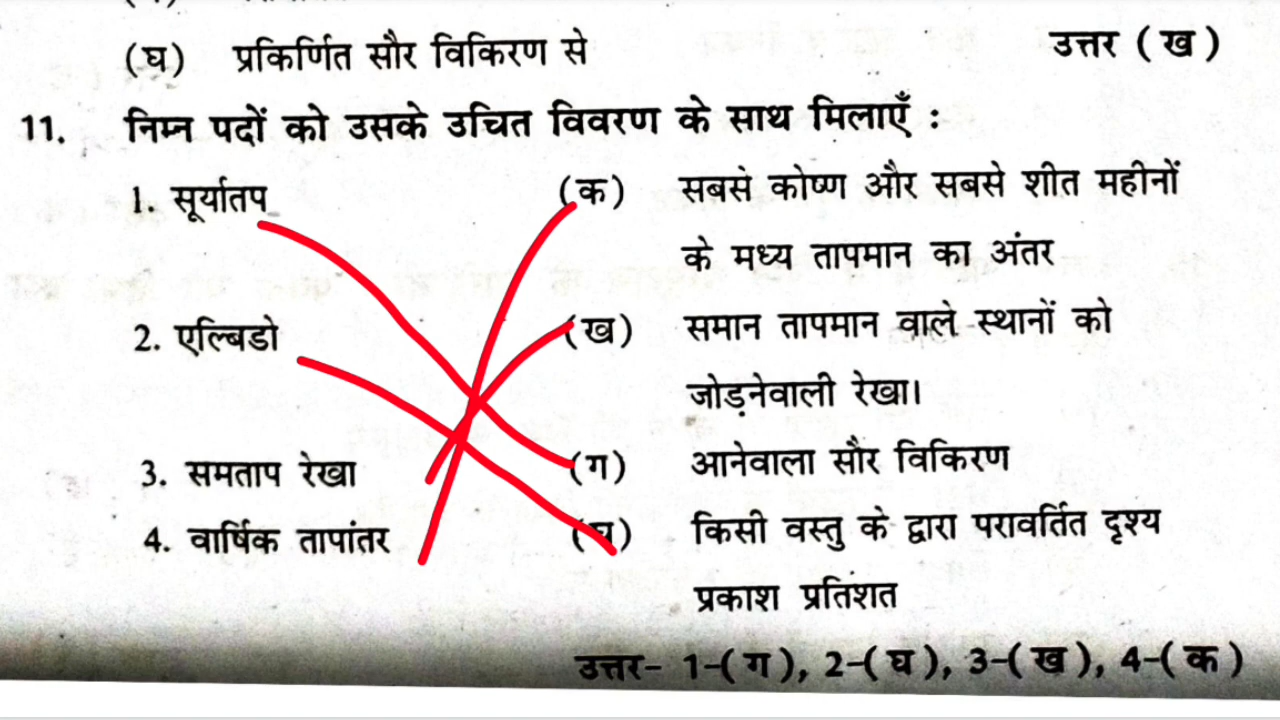 (घ) प्रकिर्णित सौर विकिरण से उत्तर (ख)
11. निम्न पदों को उसके उचित विवरण के साथ मिलाएँ :
1. सूर्यातप (क) सबसे कोष्ण और सबसे शीत महीनों
के मध्य तापमान का अंतर
2. एल्बिडो (ख) समान तापमान वाले स्थानों को
जोड़नेवाली रेखा।
3. समताप रेखा (ग) आनेवाला सौर विकिरण
4. वार्षिक तापांतर (घ) किसी वस्तु के द्वारा परावर्तित दृश्य
प्रकाश प्रतिशत
उत्तर- 1-(ग), 2-(घ), 3-(ख), 4-(क)